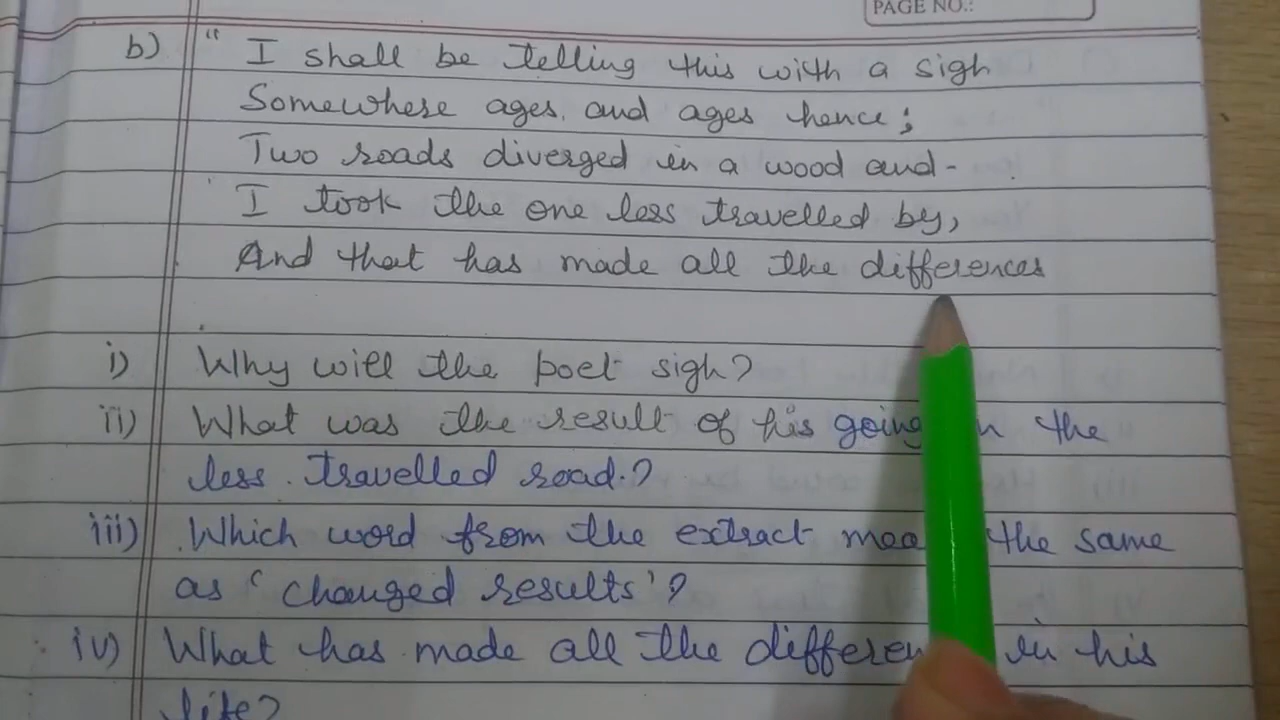 PAGE NO.:
b) " I shall be telling this with a sigh
Somewhere ages and ages hence;
Two roads diverged in a wood and-
I took the one less travelled by,
And that has made all the differences
i) Why will the poet sigh?
ii) What was the result of his going the
less travelled road.?
iii) Which word from the extract the same
as 'changed results'?
iv) What has made all the in his
life?